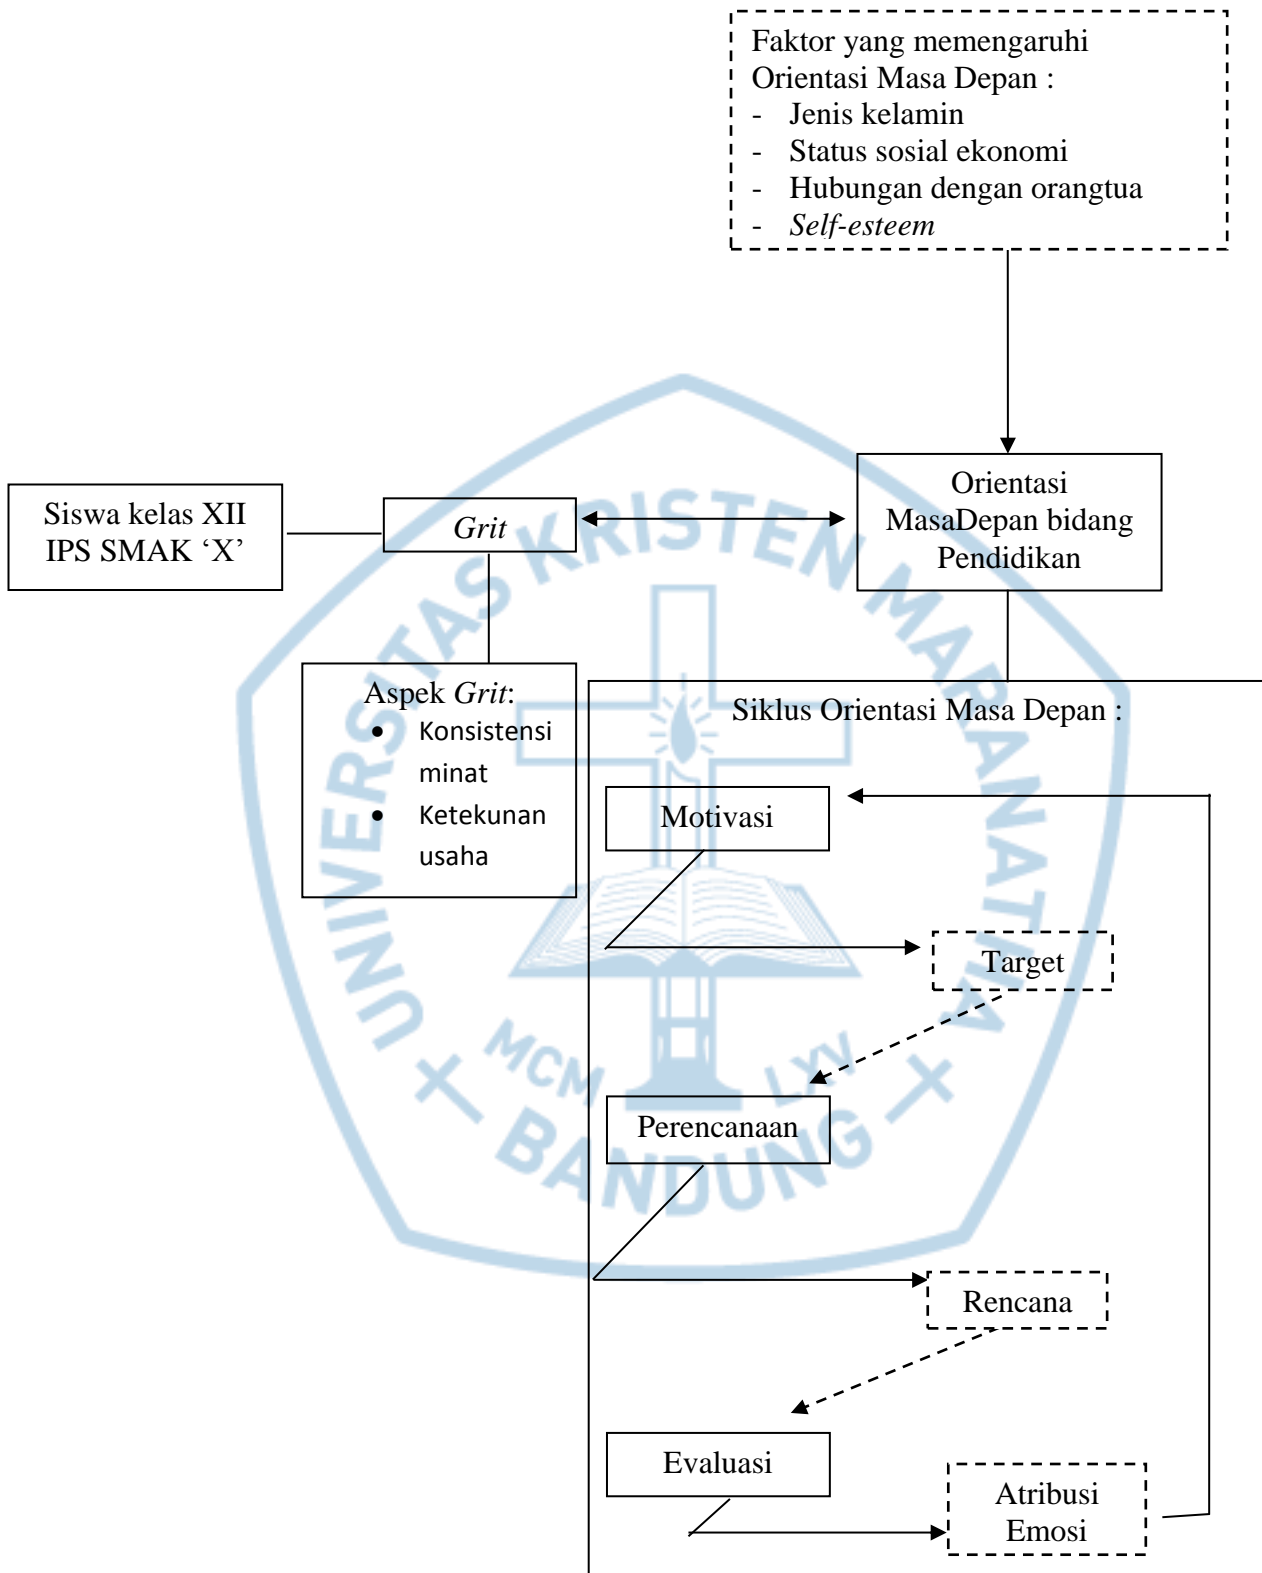 Faktor yang memengaruhi
Orientasi Masa Depan :
- Jenis kelamin
- Status sosial ekonomi
- Hubungan dengan orangtua
- Self-esteem
Siswa kelas XII
IPS SMAK ‘X’
Grit
Orientasi
MasaDepan bidang
Pendidikan
Aspek Grit:
● Konsistensi
minat
● Ketekunan
usaha
Siklus Orientasi Masa Depan :
Motivasi
Target
Perencanaan
Rencana
Evaluasi
Atribusi
Emosi
UNIVERSITAS KRISTEN MARANATHA
MCM LXV
BANDUNG